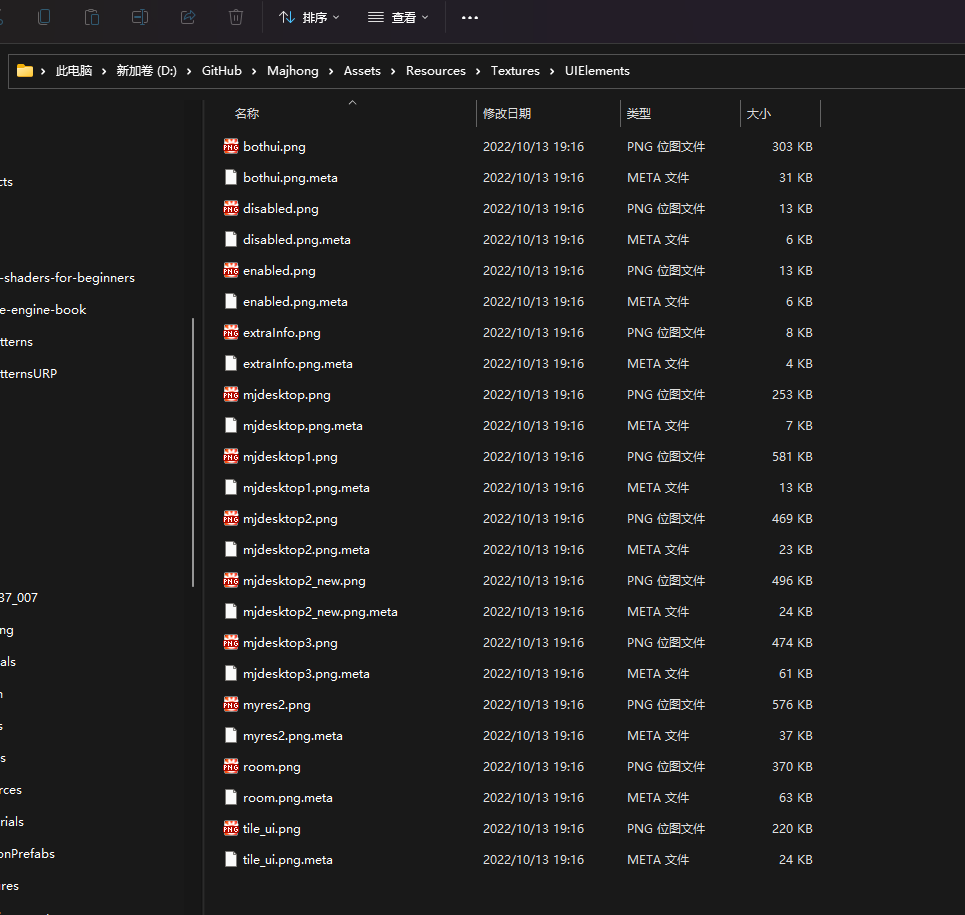 排序
查看
此电脑 › 新加卷 (D:) › GitHub › Majhong › Assets › Resources › Textures › UIElements
名称 修改日期 类型 大小
bothui.png 2022/10/13 19:16 PNG 位图文件 303 KB
bothui.png.meta 2022/10/13 19:16 META 文件 31 KB
disabled.png 2022/10/13 19:16 PNG 位图文件 13 KB
disabled.png.meta 2022/10/13 19:16 META 文件 6 KB
enabled.png 2022/10/13 19:16 PNG 位图文件 13 KB
enabled.png.meta 2022/10/13 19:16 META 文件 6 KB
extraInfo.png 2022/10/13 19:16 PNG 位图文件 8 KB
extraInfo.png.meta 2022/10/13 19:16 META 文件 4 KB
mjdesktop.png 2022/10/13 19:16 PNG 位图文件 253 KB
mjdesktop.png.meta 2022/10/13 19:16 META 文件 7 KB
mjdesktop1.png 2022/10/13 19:16 PNG 位图文件 581 KB
mjdesktop1.png.meta 2022/10/13 19:16 META 文件 13 KB
mjdesktop2.png 2022/10/13 19:16 PNG 位图文件 469 KB
mjdesktop2.png.meta 2022/10/13 19:16 META 文件 23 KB
mjdesktop2_new.png 2022/10/13 19:16 PNG 位图文件 496 KB
mjdesktop2_new.png.meta 2022/10/13 19:16 META 文件 24 KB
mjdesktop3.png 2022/10/13 19:16 PNG 位图文件 474 KB
mjdesktop3.png.meta 2022/10/13 19:16 META 文件 61 KB
myres2.png 2022/10/13 19:16 PNG 位图文件 576 KB
myres2.png.meta 2022/10/13 19:16 META 文件 37 KB
room.png 2022/10/13 19:16 PNG 位图文件 370 KB
room.png.meta 2022/10/13 19:16 META 文件 63 KB
tile_ui.png 2022/10/13 19:16 PNG 位图文件 220 KB
tile_ui.png.meta 2022/10/13 19:16 META 文件 24 KB
cts
-shaders-for-beginners
e-engine-book
tterns
tternsURP
37_007
ng
als
s
s
rces
rials
onPrefabs
res